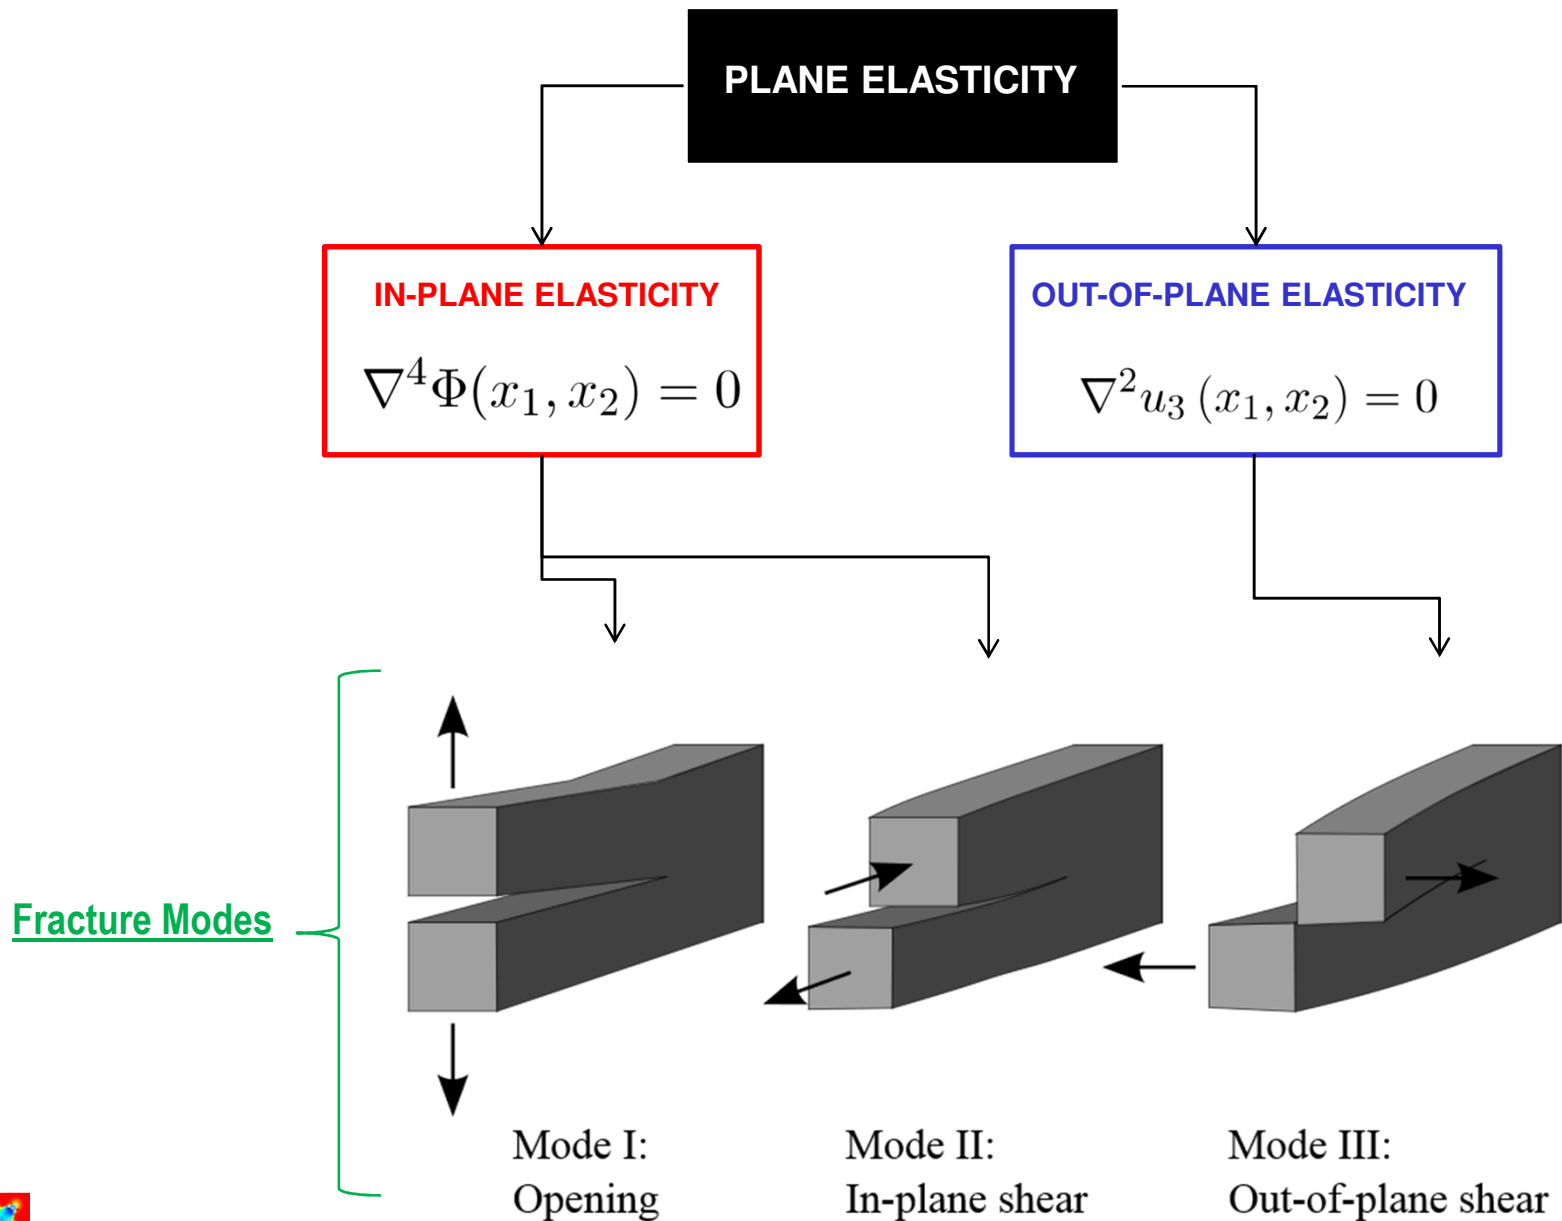 PLANE ELASTICITY
IN-PLANE ELASTICITY
∇⁴Φ(x₁, x₂) = 0
OUT-OF-PLANE ELASTICITY
∇²u₃ (x₁, x₂) = 0
Fracture Modes
Mode I:
Opening
Mode II:
In-plane shear
Mode III:
Out-of-plane shear